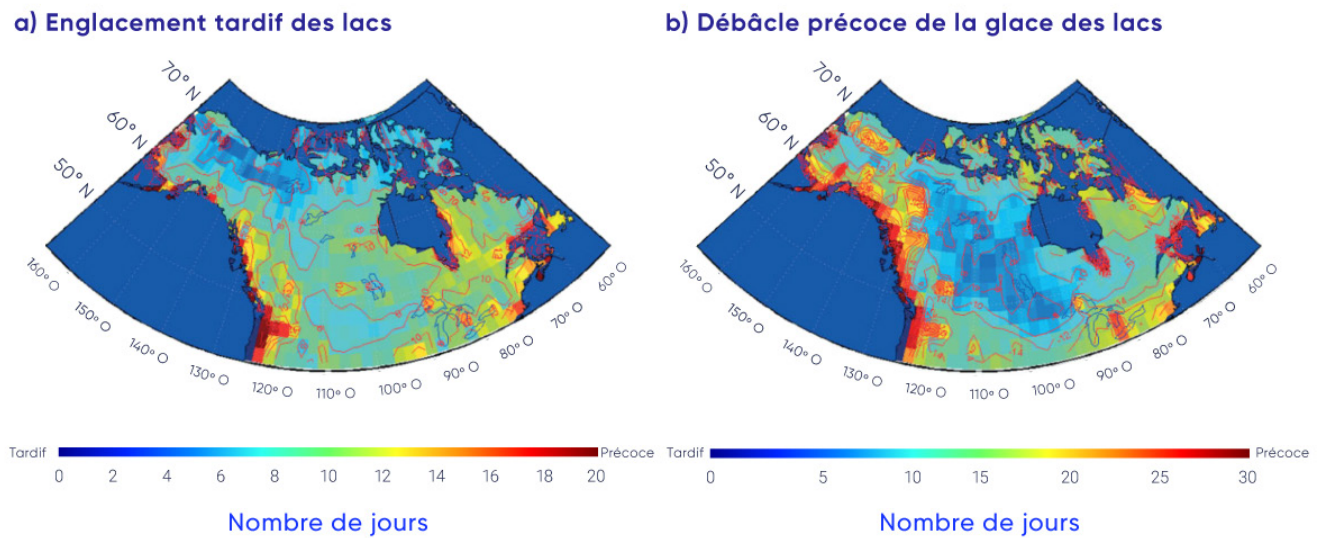 a) Englacement tardif des lacs
b) Débâcle précoce de la glace des lacs
70° N
60° N
50° N
160° O
150° O
140° O
130° O
120° O
110° O
100° O
90° O
80° O
70° O
60° O
70° N
60° N
50° N
160° O
150° O
140° O
130° O
120° O
110° O
100° O
90° O
80° O
70° O
60° O
Tardif
Précoce
0 2 4 6 8 10 12 14 16 18 20
Nombre de jours
Tardif
Précoce
0 5 10 15 20 25 30
Nombre de jours